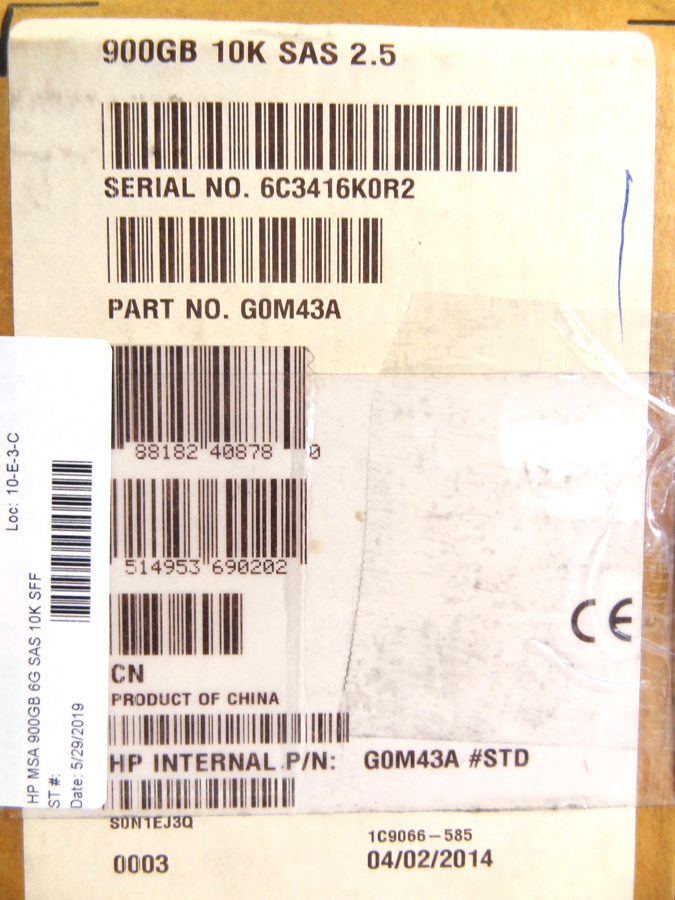 900GB 10K SAS 2.5
SERIAL NO. 6C3416K0R2
PART NO. G0M43A
88182 40878 0
514953 690202
CN
PRODUCT OF CHINA
HP INTERNAL P/N: G0M43A #STD
S0N1EJ3Q
0003
1C9066-585
04/02/2014
CE
Loc: 10-E-3-C
HP MSA 900GB 6G SAS 10K SFF
ST #:
Date: 5/29/2019